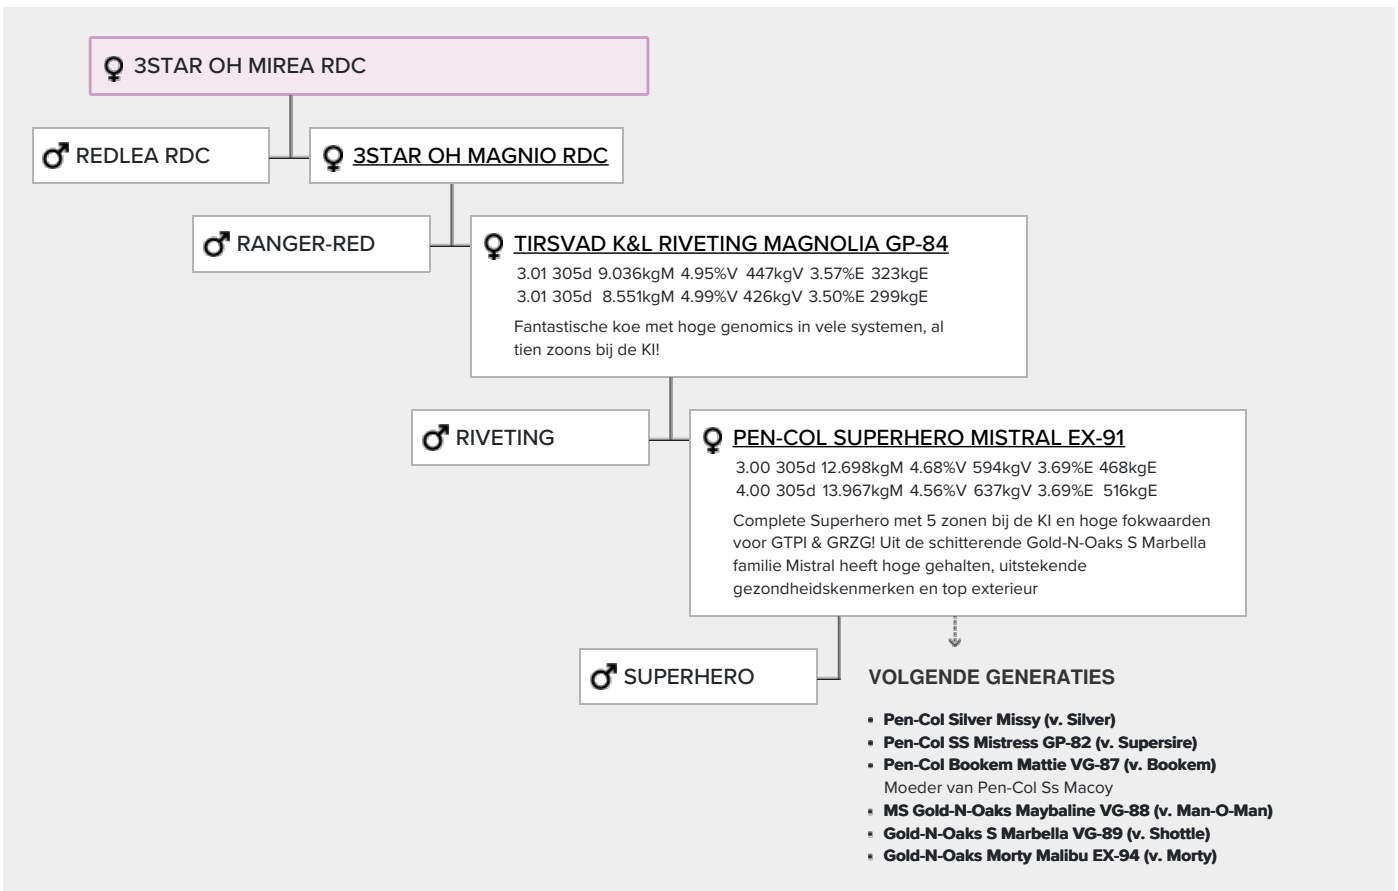 3STAR OH MIREA RDC
REDLEA RDC
3STAR OH MAGNIO RDC
RANGER-RED
TIRSVAD K&L RIVETING MAGNOLIA GP-84
3.01 305d 9.036kgM 4.95%V 447kgV 3.57%E 323kgE
3.01 305d 8.551kgM 4.99%V 426kgV 3.50%E 299kgE
Fantastische koe met hoge genomics in vele systemen, al
tien zoons bij de KI!
RIVETING
PEN-COL SUPERHERO MISTRAL EX-91
3.00 305d 12.698kgM 4.68%V 594kgV 3.69%E 468kgE
4.00 305d 13.967kgM 4.56%V 637kgV 3.69%E 516kgE
Complete Superhero met 5 zonen bij de KI en hoge fokwaarden
voor GTPI & GRZG! Uit de schitterende Gold-N-Oaks S Marbella
familie Mistral heeft hoge gehalten, uitstekende
gezondheidskenmerken en top exterieur
SUPERHERO
VOLGENDE GENERATIES
• Pen-Col Silver Missy (v. Silver)
• Pen-Col SS Mistress GP-82 (v. Supersire)
• Pen-Col Bookem Mattie VG-87 (v. Bookem)
Moeder van Pen-Col Ss Macoy
• MS Gold-N-Oaks Maybaline VG-88 (v. Man-O-Man)
• Gold-N-Oaks S Marbella VG-89 (v. Shottle)
• Gold-N-Oaks Morty Malibu EX-94 (v. Morty)